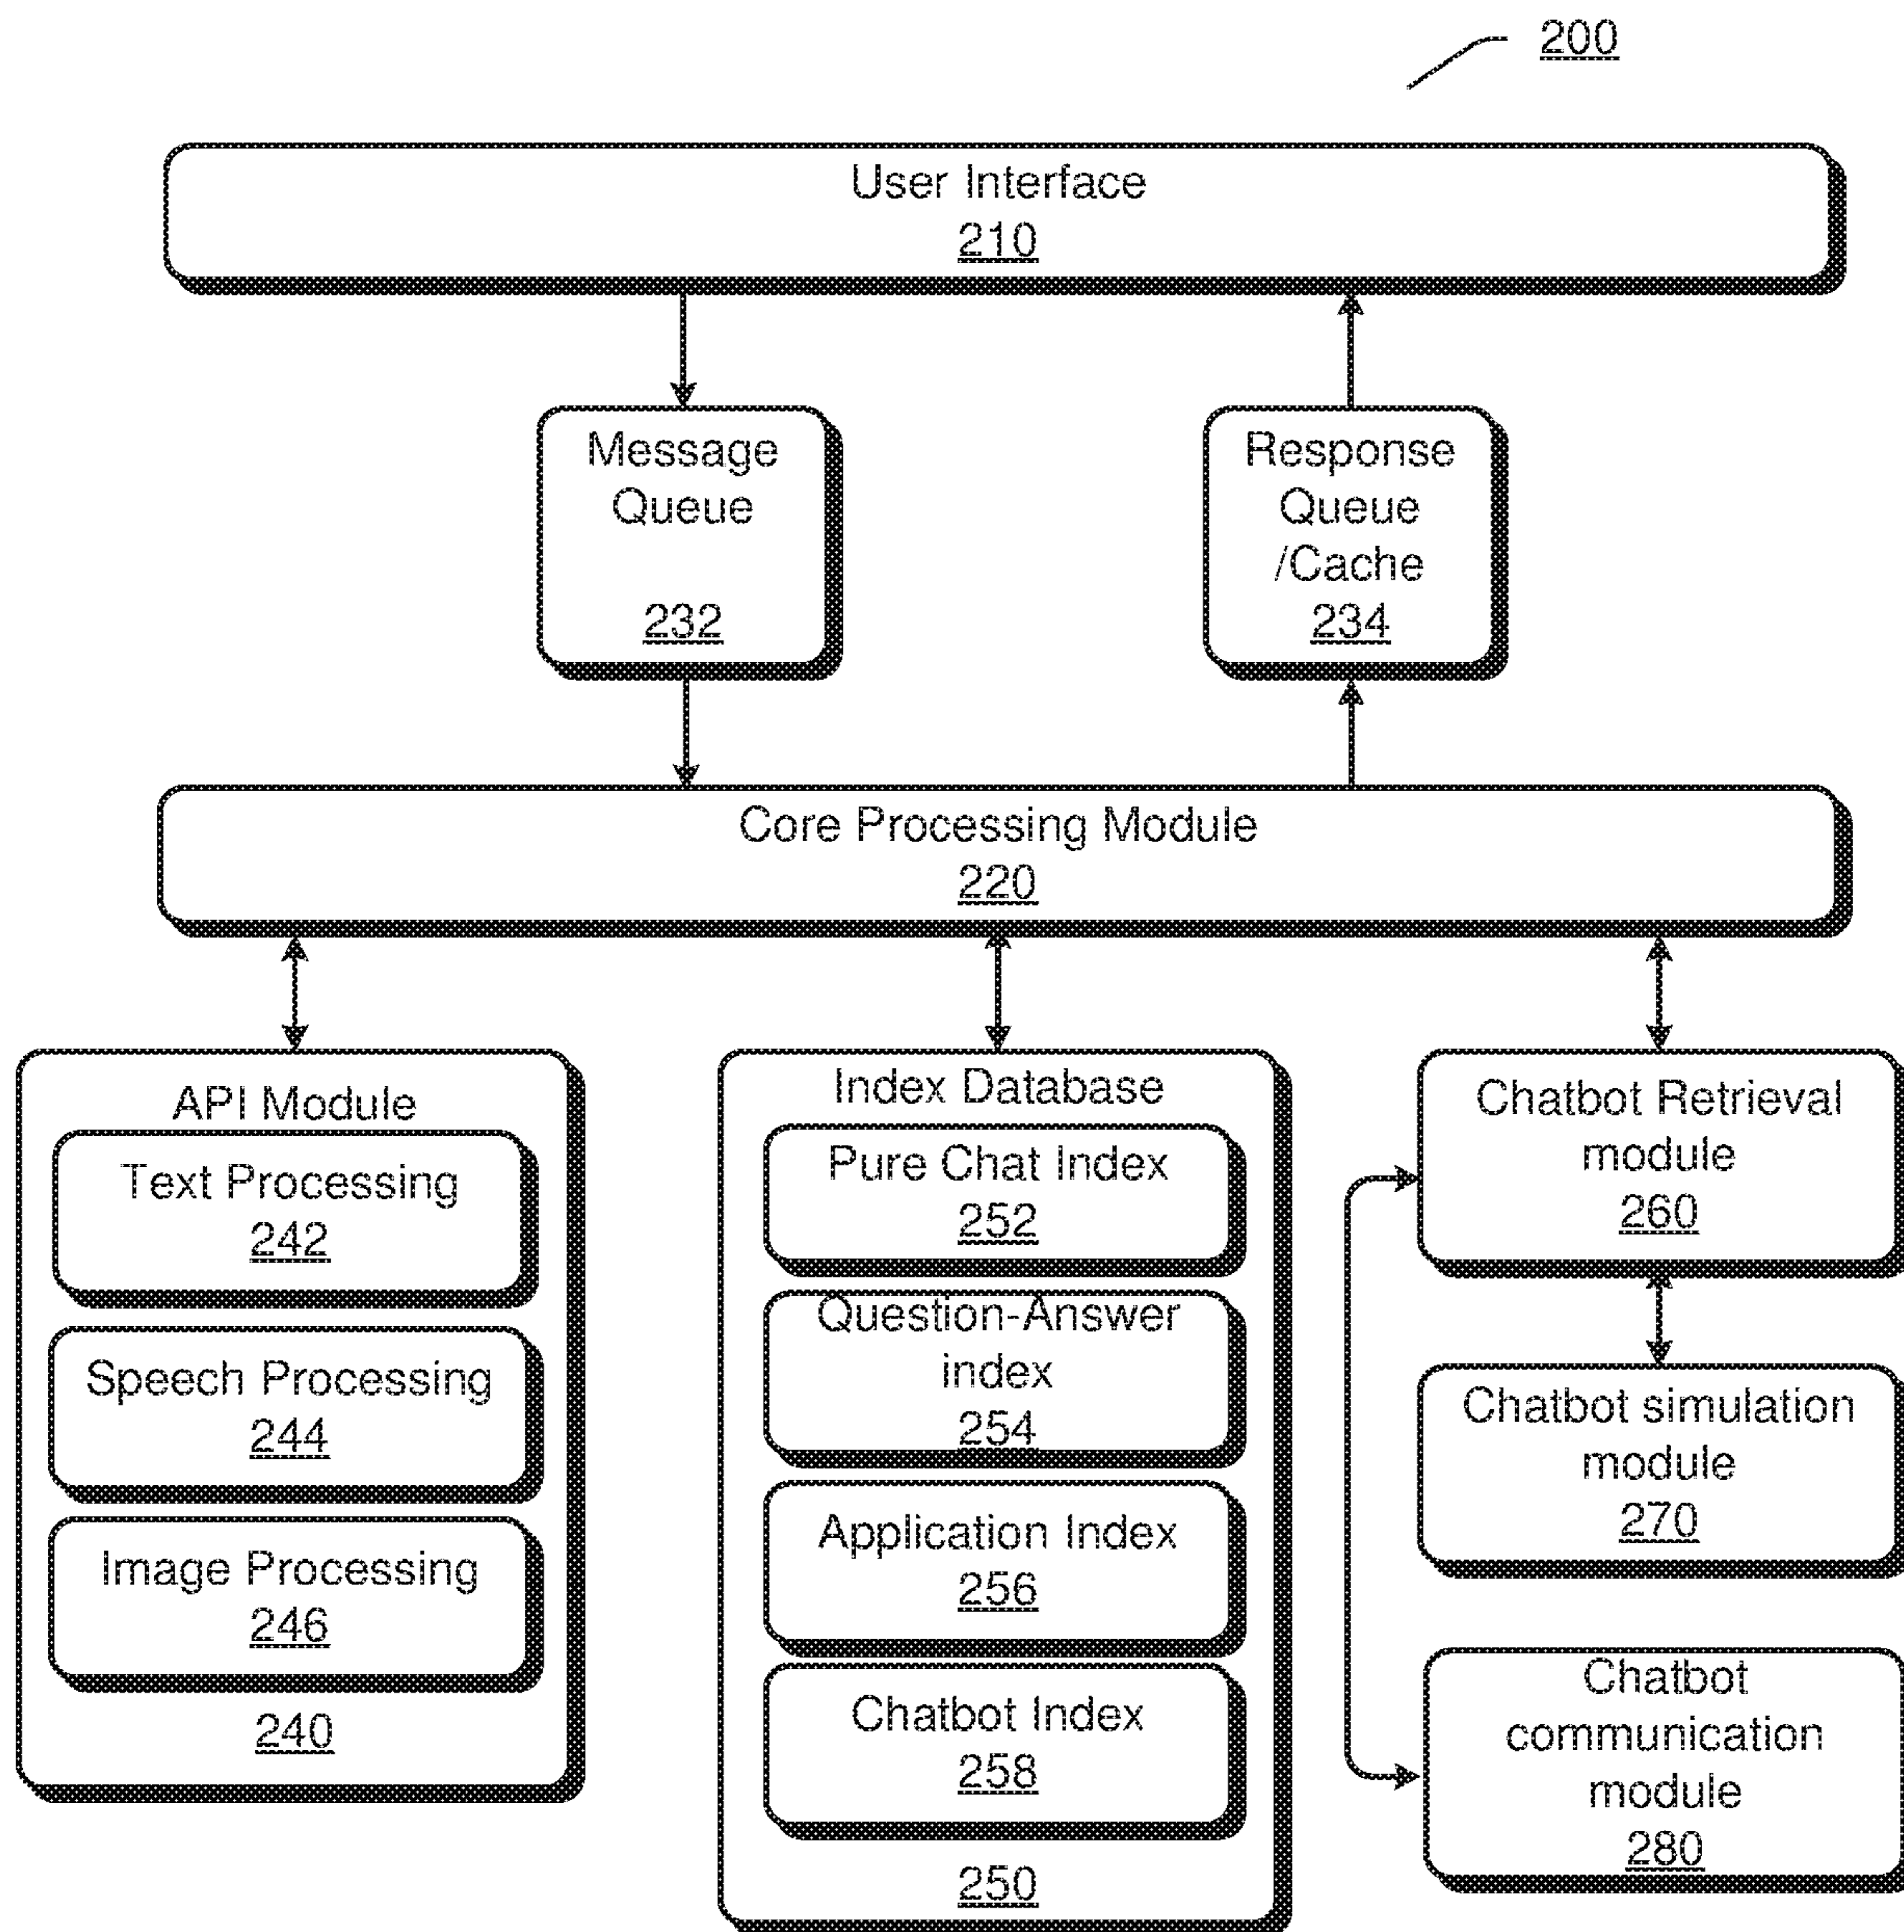 200
User Interface
210
Message
Queue
232
Response
Queue
/Cache
234
Core Processing Module
220
API Module
Text Processing
242
Speech Processing
244
Image Processing
246
240
Index Database
Pure Chat Index
252
Question-Answer
index
254
Application Index
256
Chatbot Index
258
250
Chatbot Retrieval
module
260
Chatbot simulation
module
270
Chatbot
communication
module
280